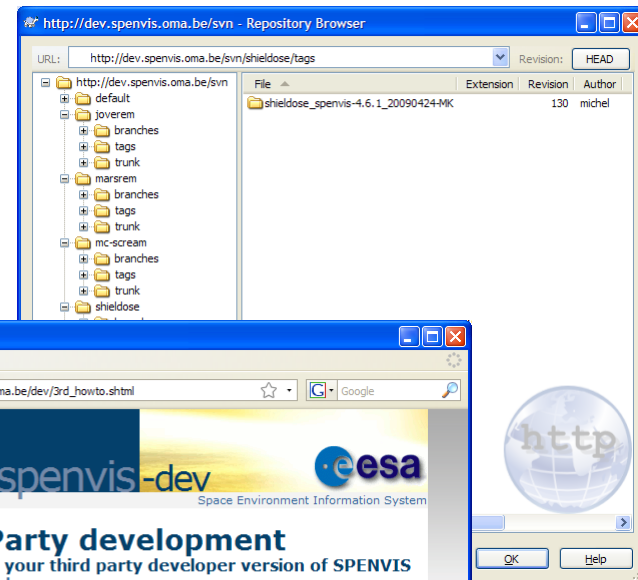 http://dev.spenvis.oma.be/svn - Repository Browser
URL: http://dev.spenvis.oma.be/svn/shieldose/tags Revision: HEAD
http://dev.spenvis.oma.be/svn
default
joverem
branches
tags
trunk
marsrem
branches
tags
trunk
mc-scream
branches
tags
trunk
shieldose
File Extension Revision Author
shieldose_spenvis-4.6.1_20090424-MK 130 michel
http
OK Help
ma.be/dev/3rd_howto.shtml
G Google
spenvis-dev
esa
Space Environment Information System
Party development
your third party developer version of SPENVIS